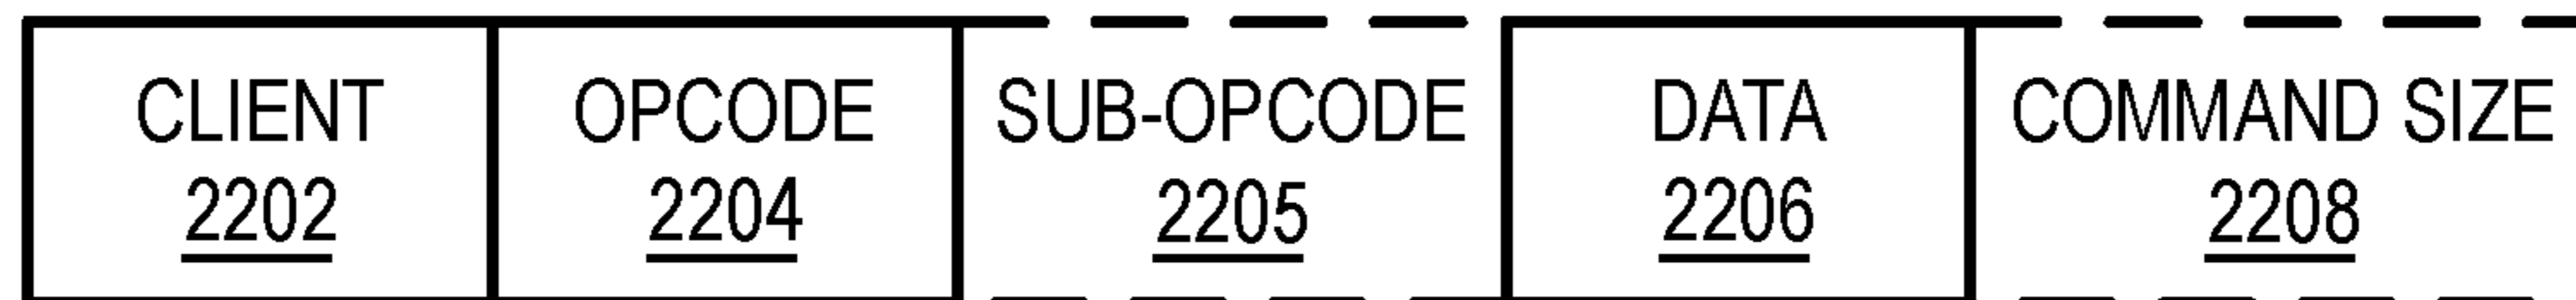 CLIENT
2202
OPCODE
2204
SUB-OPCODE
2205
DATA
2206
COMMAND SIZE
2208